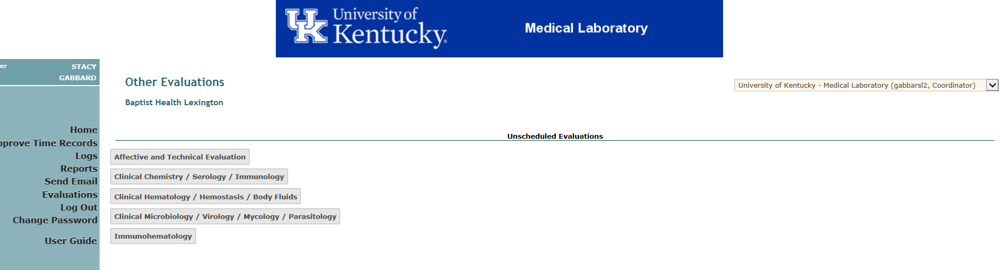 University of
Kentucky®
Medical Laboratory
er STACY
GABBARD
Other Evaluations
University of Kentucky - Medical Laboratory (gabbarsl2, Coordinator)
Baptist Health Lexington
Home
pprove Time Records
Logs
Reports
Send Email
Evaluations
Log Out
Change Password
User Guide
Unscheduled Evaluations
Affective and Technical Evaluation
Clinical Chemistry / Serology / Immunology
Clinical Hematology / Hemostasis / Body Fluids
Clinical Microbiology / Virology / Mycology / Parasitology
Immunohematology